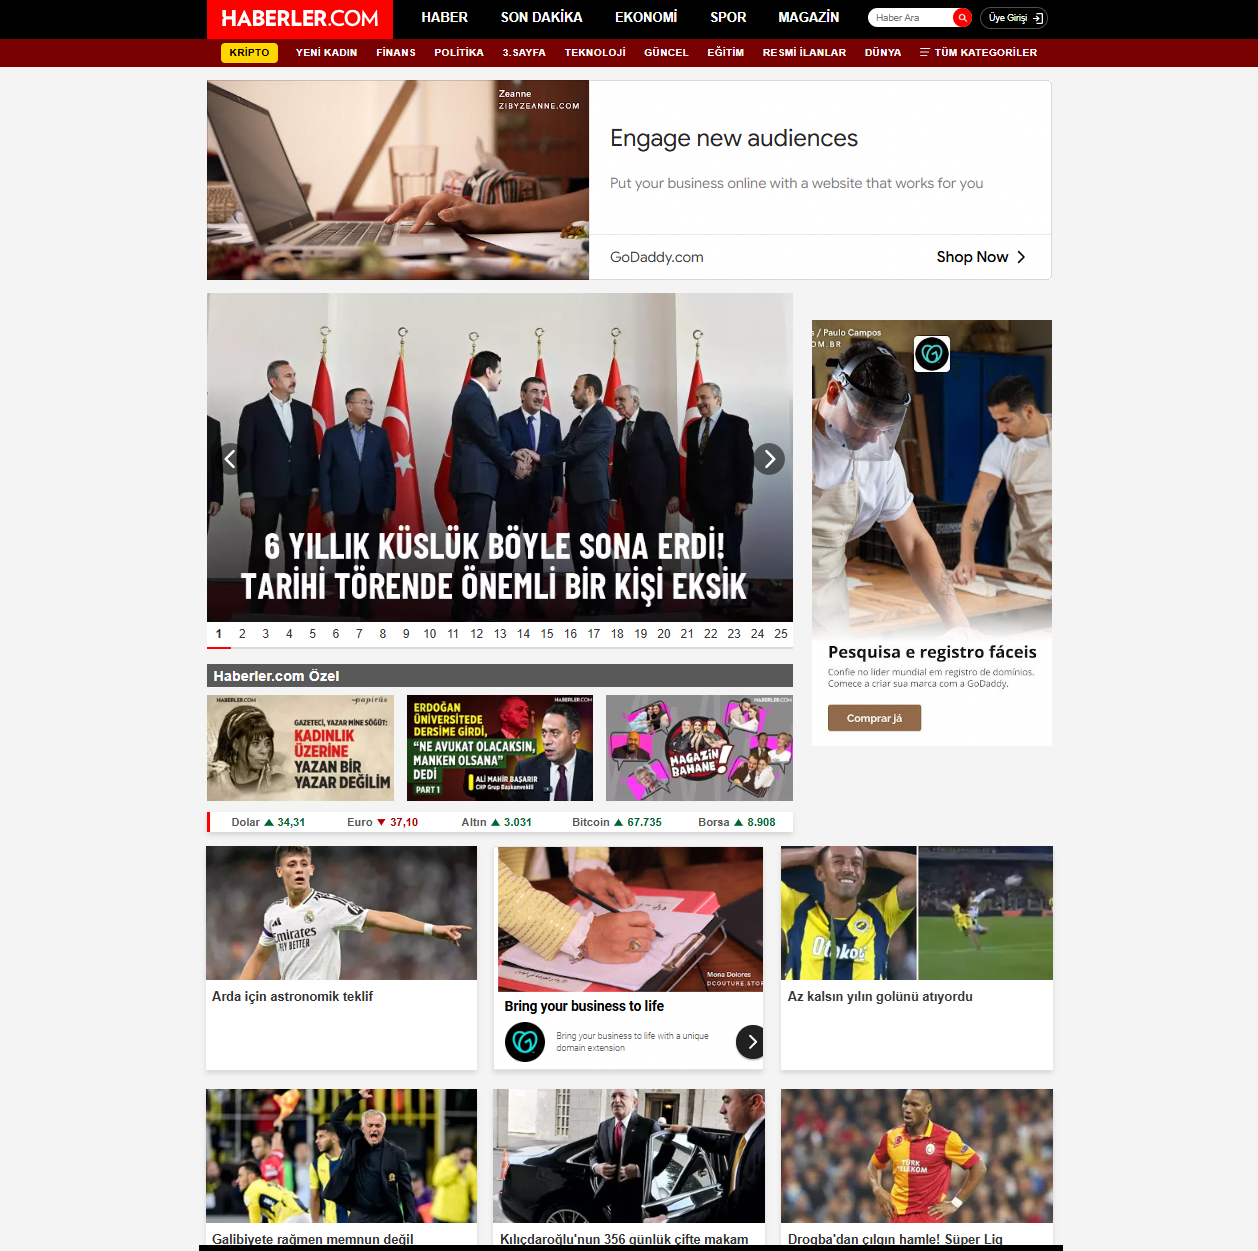 HABERLER.COM
HABER
SON DAKİKA
EKONOMİ
SPOR
MAGAZİN
Haber Ara
Üye Girişi
KRİPTO
YENİ KADIN
FİNANS
POLİTİKA
3.SAYFA
TEKNOLOJİ
GÜNCEL
EĞİTİM
RESMİ İLANLAR
DÜNYA
TÜM KATEGORİLER
Zeanne
ZIBYZEANNE.COM
Engage new audiences
Put your business online with a website that works for you
GoDaddy.com
Shop Now
6 YILLIK KÜSLÜK BÖYLE SONA ERDİ!
TARİHİ TÖRENDE ÖNEMLİ BİR KİŞİ EKSİK
1 2 3 4 5 6 7 8 9 10 11 12 13 14 15 16 17 18 19 20 21 22 23 24 25
s / Paulo Campos
OM.BR
Pesquisa e registro fáceis
Confie no líder mundial em registro de domínios.
Comece a criar sua marca com a GoDaddy.
Comprar já
Haberler.com Özel
HABERLER.COM
papirüs
GAZETECİ, YAZAR MİNE SÖĞÜT:
KADINLIK
ÜZERİNE
YAZAN BİR
YAZAR DEĞİLİM
HABERLER.COM
ERDOĞAN
ÜNİVERSİTEDE
DERSİME GİRDİ,
"NE AVUKAT OLACAKSIN,
MANKEN OLSANA"
DEDİ
PART 1
ALİ MAHİR BAŞARIR
CHP Grup Başkanvekili
HABERLER.COM
MAGAZİN
BAHANE!
Dolar 34,31
Euro 37,10
Altın 3.031
Bitcoin 67.735
Borsa 8.908
Emirates
FLY BETTER
Arda için astronomik teklif
Mona Dolores
DCOUTURE.STOR
Bring your business to life
Bring your business to life with a unique
domain extension
Otokoç
Az kalsın yılın golünü atıyordu
Galibiyete rağmen memnun değil
Kılıçdaroğlu'nun 356 günlük çifte makam
TÜRK
TELEKOM
Drogba'dan çılgın hamle! Süper Lig